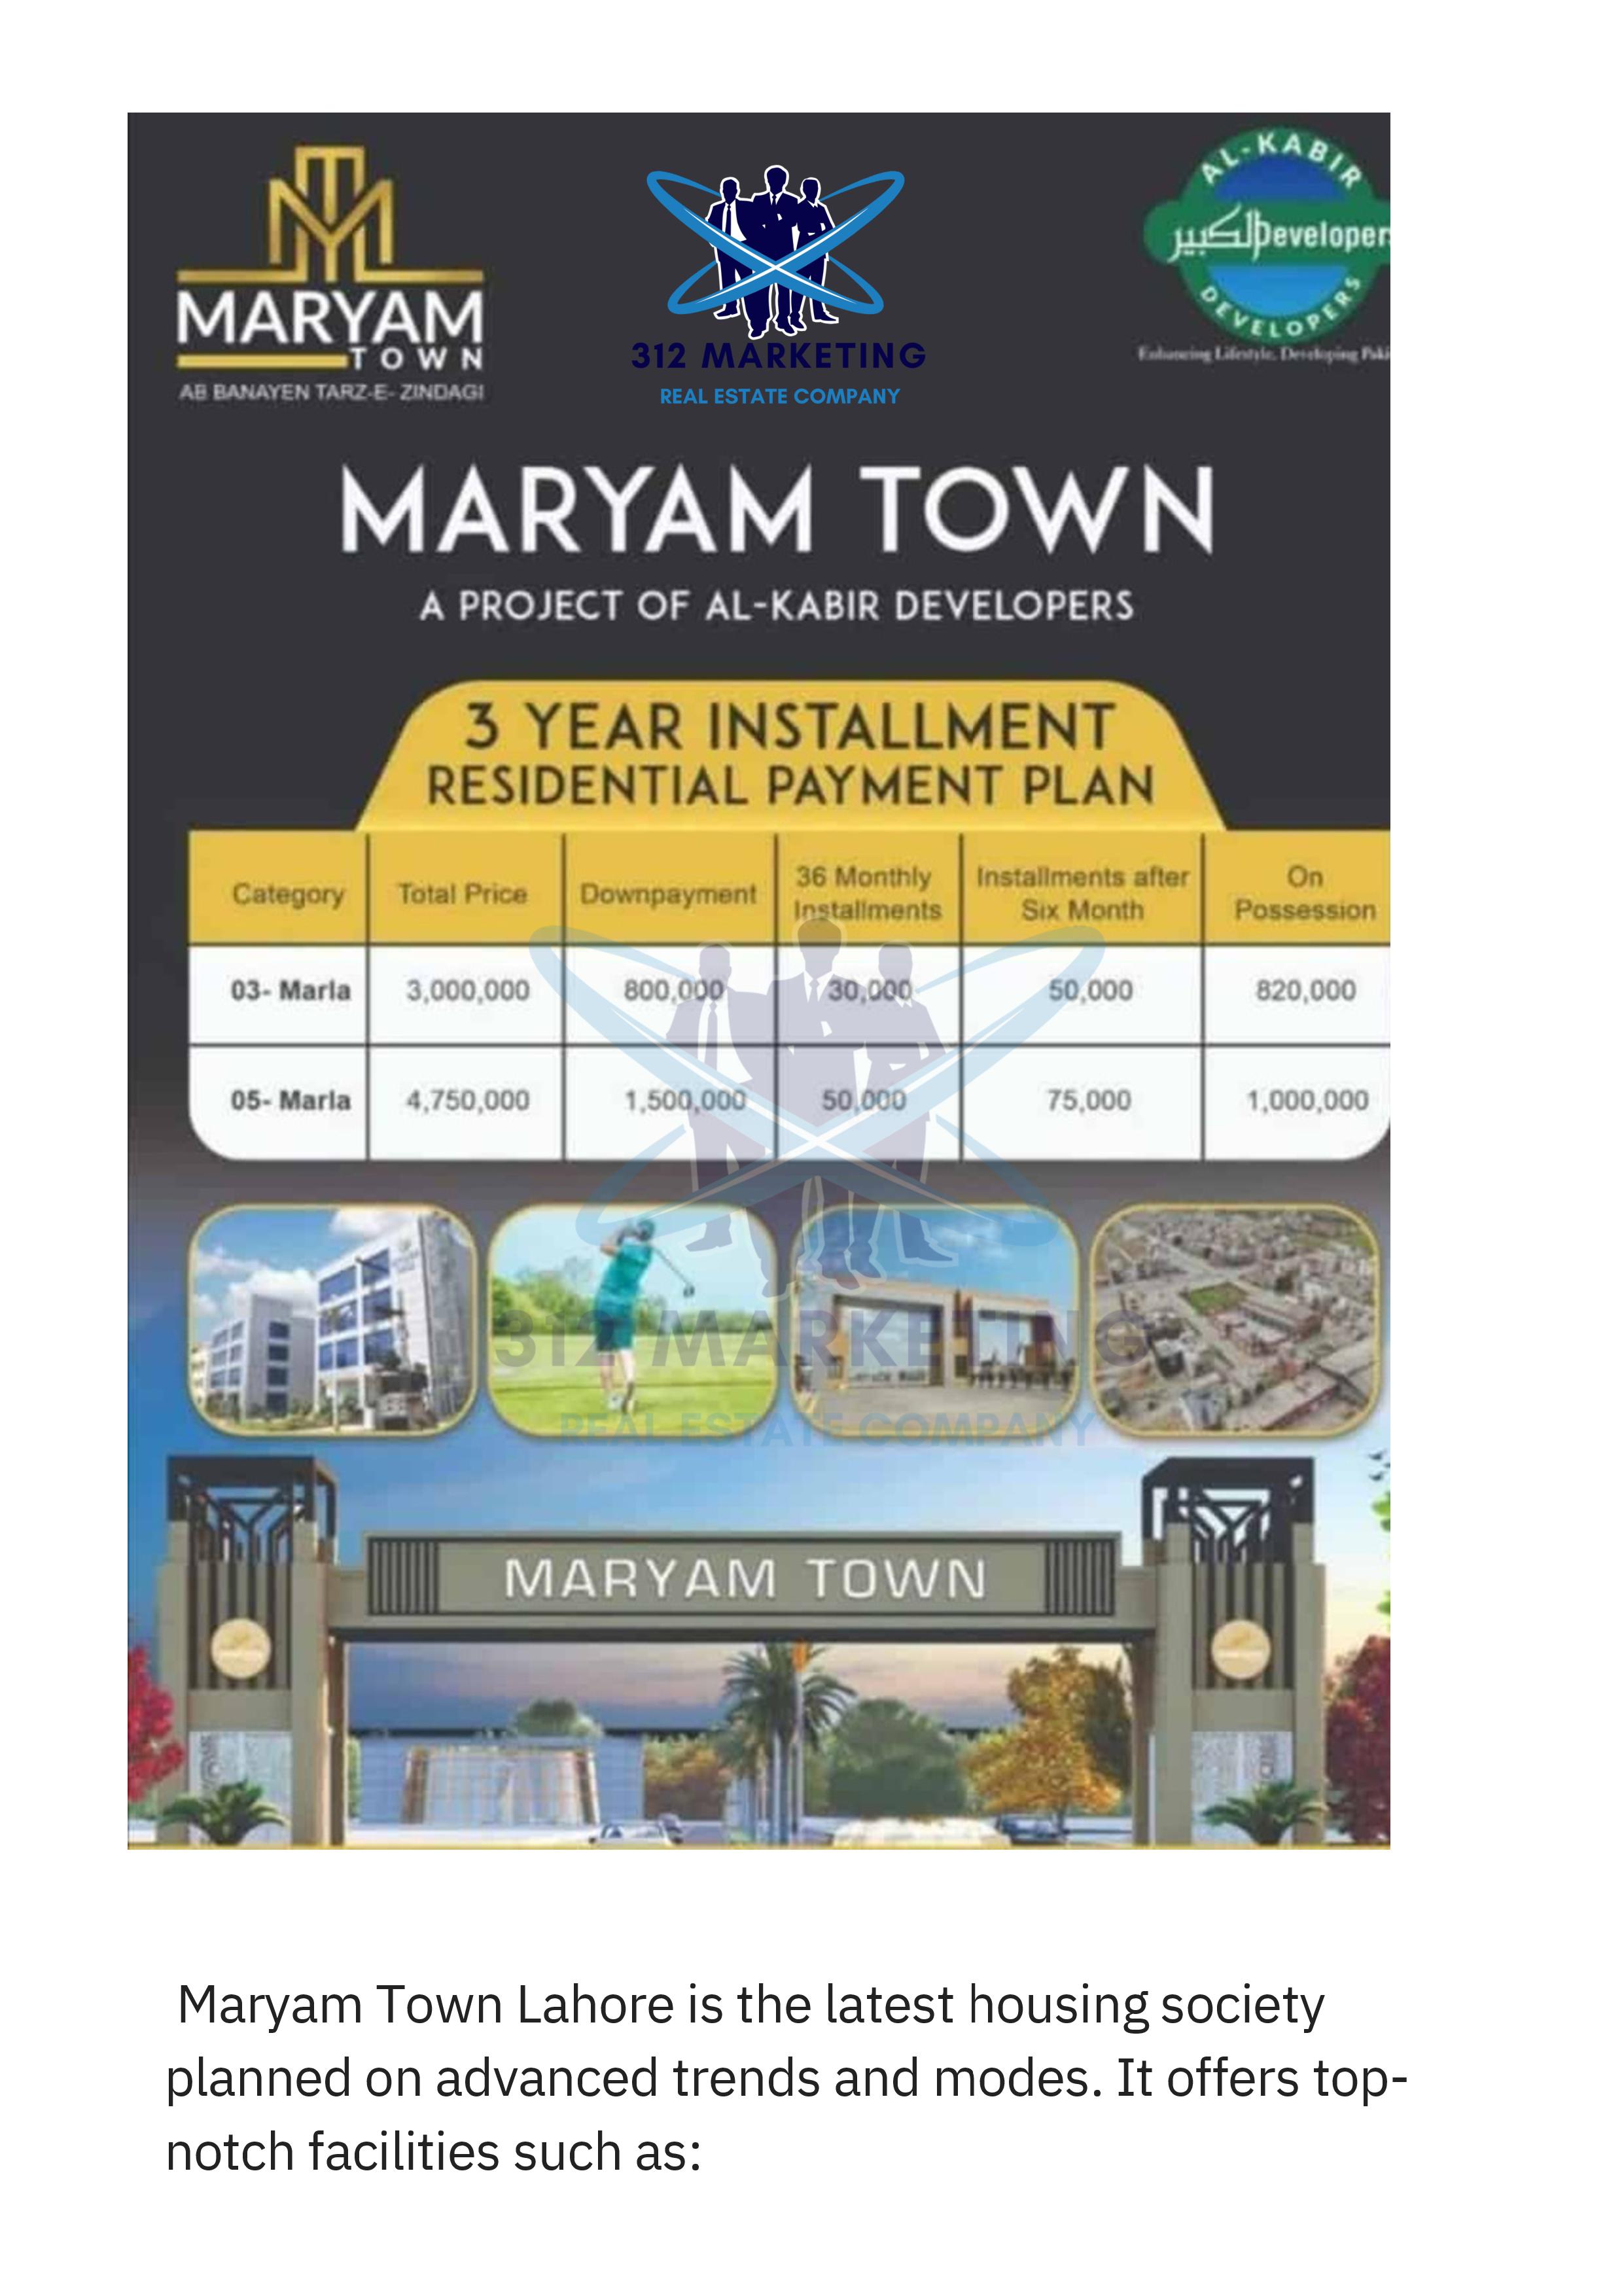 MARYAM
TOWN
AB BANAYEN TARZ-E- ZINDAGI
312 MARKETING
REAL ESTATE COMPANY
AL-KABIR
الكبير Developer
DEVELOPERS
Enhancing Lifestyle, Developing Paki
MARYAM TOWN
A PROJECT OF AL-KABIR DEVELOPERS
3 YEAR INSTALLMENT
RESIDENTIAL PAYMENT PLAN
Category Total Price Downpayment 36 Monthly Installments Installments after Six Month On Possession
03- Marla 3,000,000 800,000 30,000 50,000 820,000
05- Marla 4,750,000 1,500,000 50,000 75,000 1,000,000
312 MARKETING
REAL ESTATE COMPANY
MARYAM TOWN
Maryam Town Lahore is the latest housing society
planned on advanced trends and modes. It offers top-
notch facilities such as: